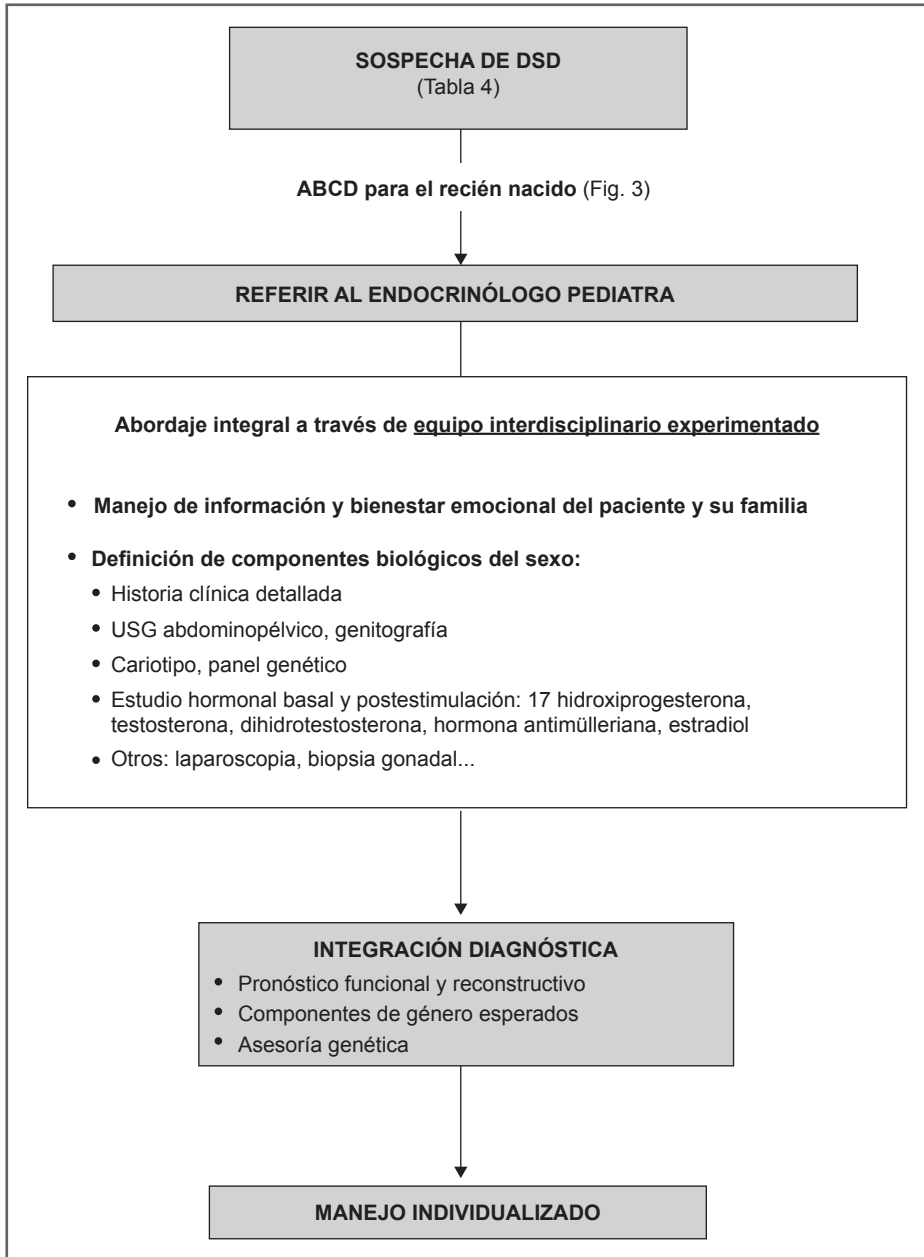 SOSPECHA DE DSD
(Tabla 4)
ABCD para el recién nacido (Fig. 3)
REFERIR AL ENDOCRINÓLOGO PEDIATRA
Abordaje integral a través de equipo interdisciplinario experimentado
• Manejo de información y bienestar emocional del paciente y su familia
• Definición de componentes biológicos del sexo:
• Historia clínica detallada
• USG abdominopélvico, genitografía
• Cariotipo, panel genético
• Estudio hormonal basal y postestimulación: 17 hidroxiprogesterona,
testosterona, dihidrotestosterona, hormona antimülleriana, estradiol
• Otros: laparoscopia, biopsia gonadal...
INTEGRACIÓN DIAGNÓSTICA
• Pronóstico funcional y reconstructivo
• Componentes de género esperados
• Asesoría genética
MANEJO INDIVIDUALIZADO